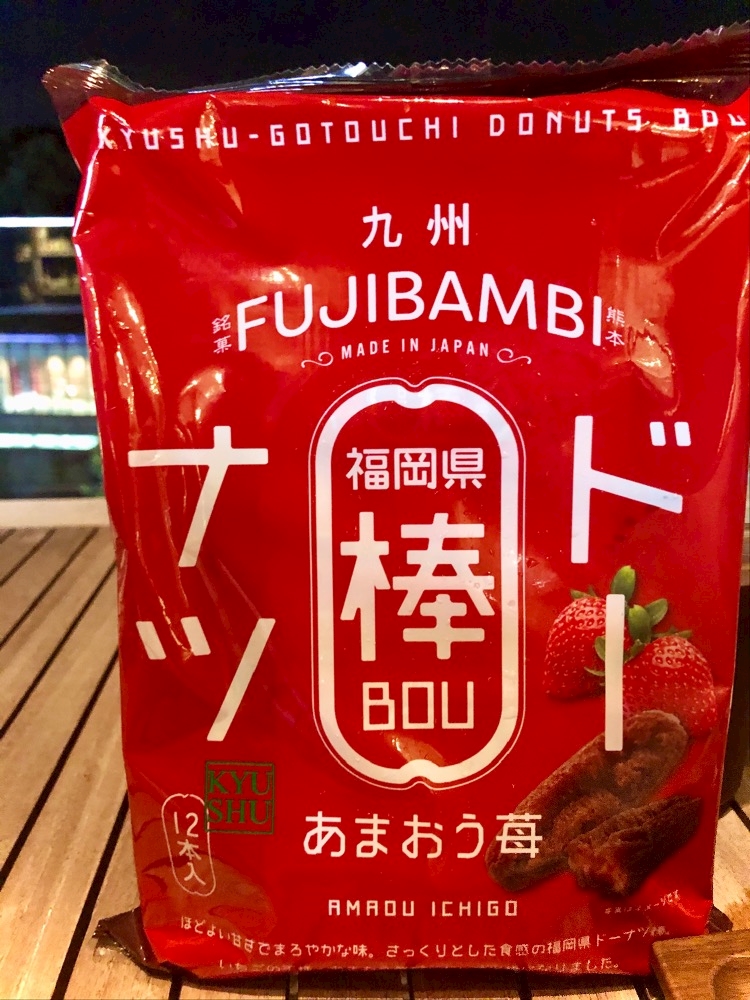 KYUSHU-GOTOUCHI DONUTS BOU
九州
銘菓
FUJIBAMBI
熊本
MADE IN JAPAN
ドーナツ
福岡県
棒
BOU
KYU
SHU
12本入
あまおう苺
AMAOU ICHIGO
ほどよい甘さでまろやかな味。さっくりとした食感の福岡県ドーナツ棒。